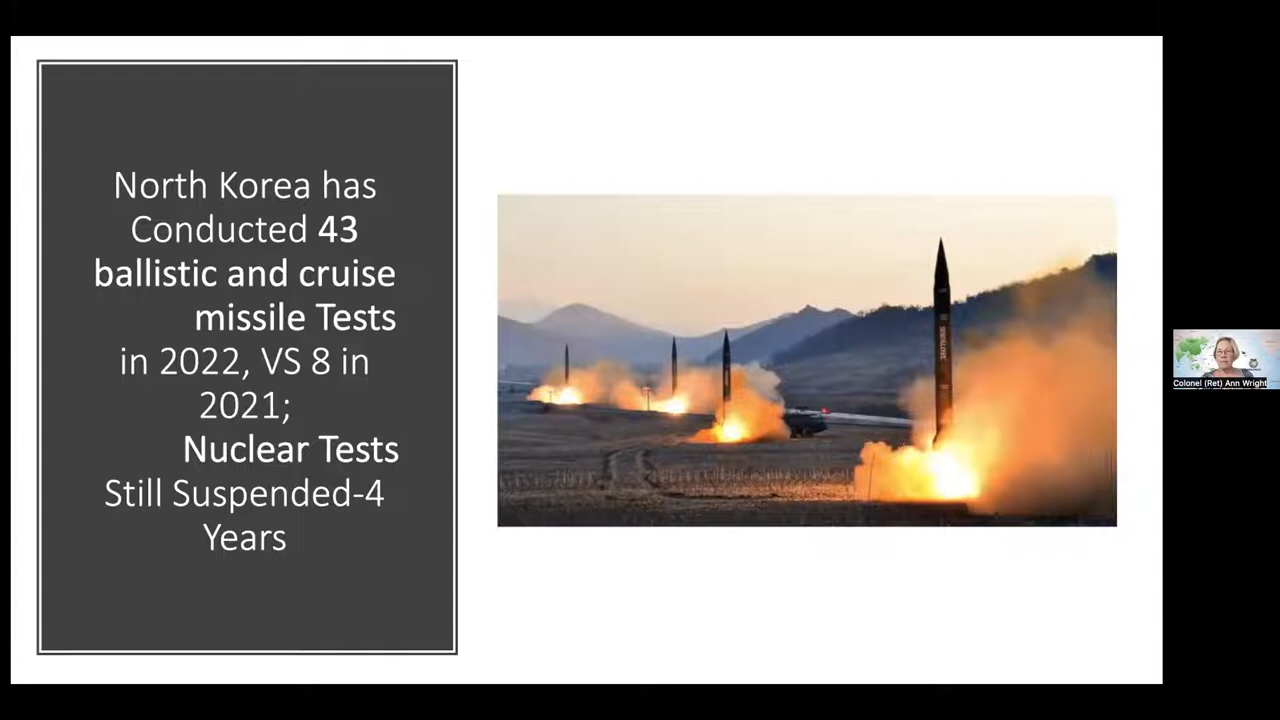 North Korea has
Conducted 43
ballistic and cruise
missile Tests
in 2022, VS 8 in
2021;
Nuclear Tests
Still Suspended-4
Years
Colonel (Ret) Ann Wright